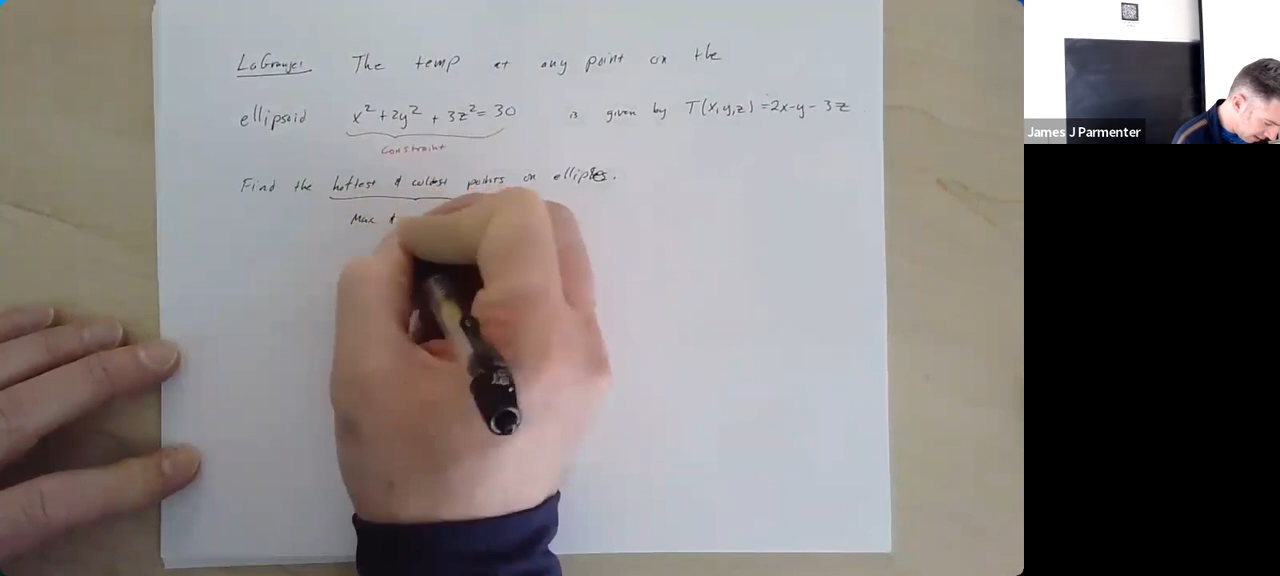 LaGrange: The temp at any point on the
ellipsoid x² + 2y² + 3z² = 30 is given by T(x,y,z) = 2x-y-3z
constraint
Find the hottest & coldest points on
Max &
James J Parmenter